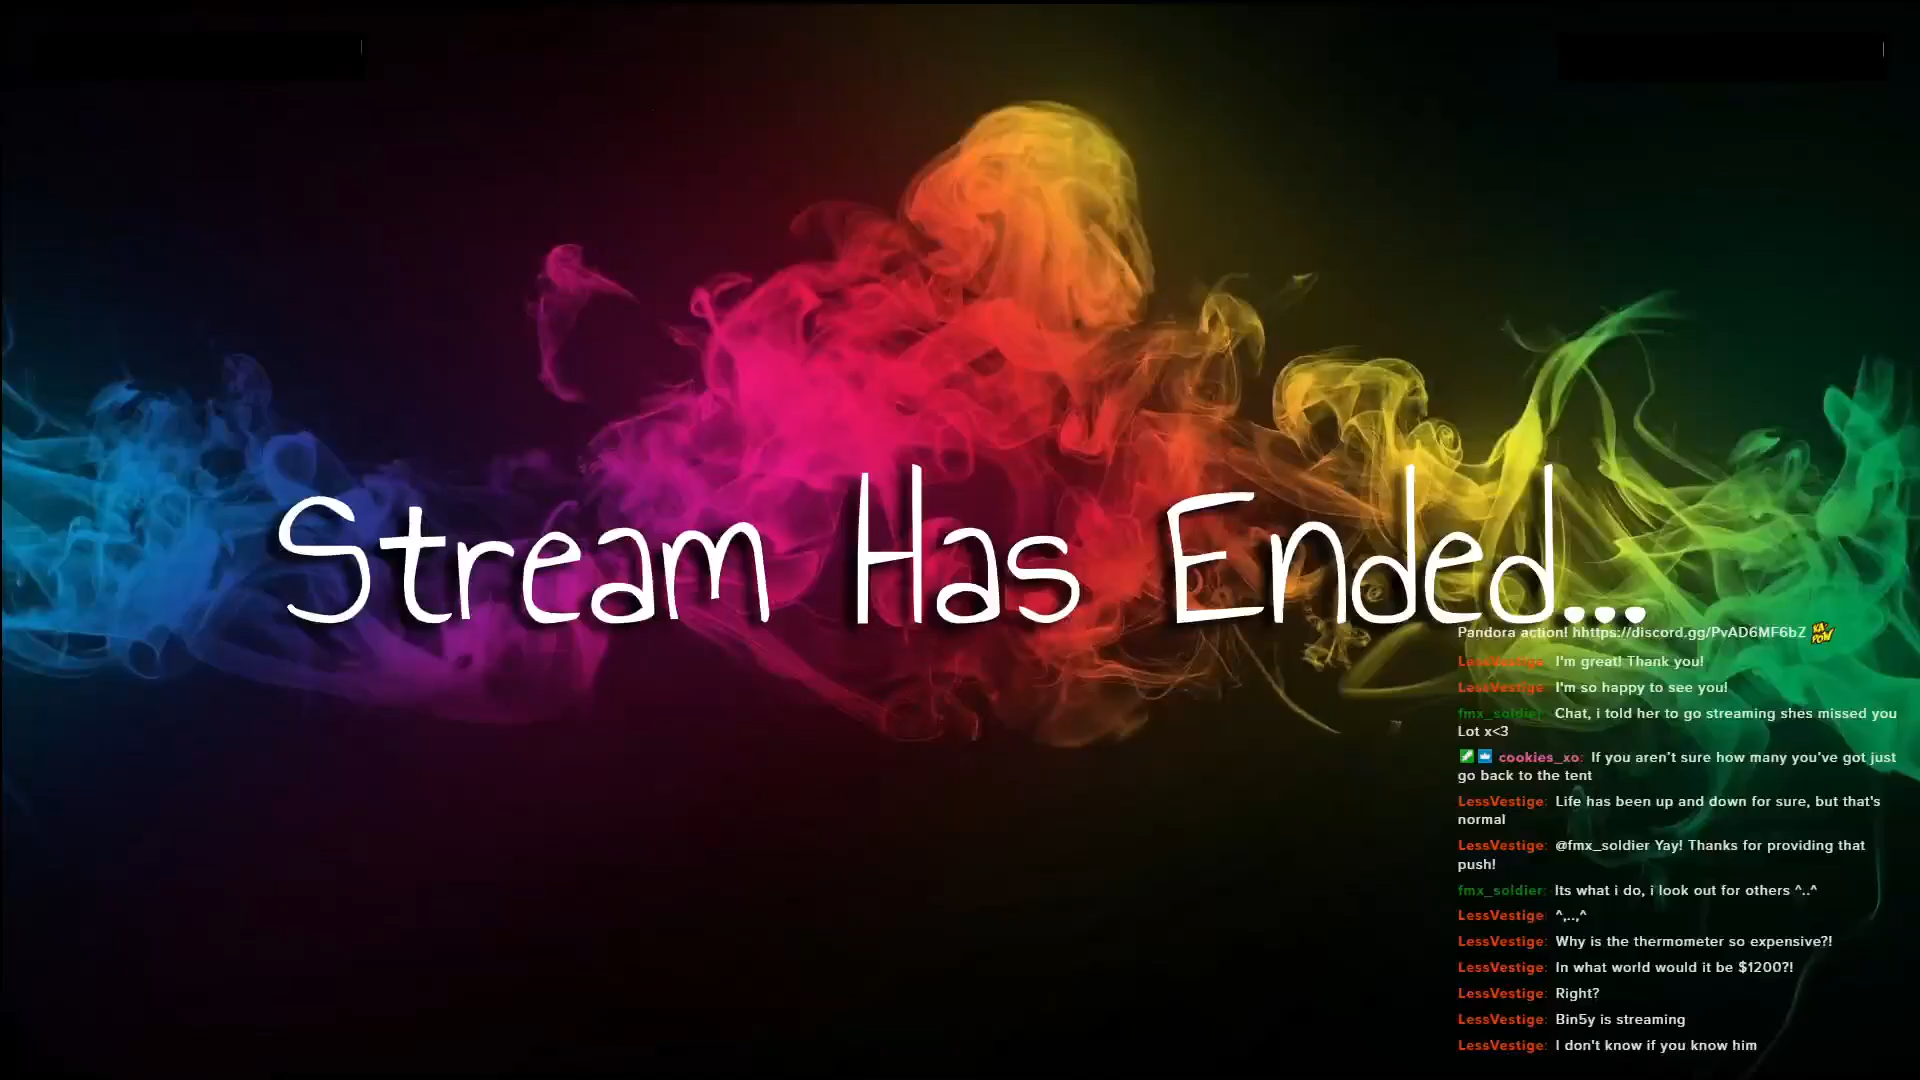 Stream Has Ended...
Pandora action! hhttps://discord.gg/PvAD6MF6bZ KA-POW
LessVestige: I'm great! Thank you!
LessVestige: I'm so happy to see you!
fmx_soldier: Chat, i told her to go streaming shes missed you
Lot x<3
cookies_xo: If you aren't sure how many you've got just
go back to the tent
LessVestige: Life has been up and down for sure, but that's
normal
LessVestige: @fmx_soldier Yay! Thanks for providing that
push!
fmx_soldier: Its what i do, i look out for others ^..^
LessVestige: ^,..,^
LessVestige: Why is the thermometer so expensive?!
LessVestige: In what world would it be $1200?!
LessVestige: Right?
LessVestige: Bin5y is streaming
LessVestige: I don't know if you know him